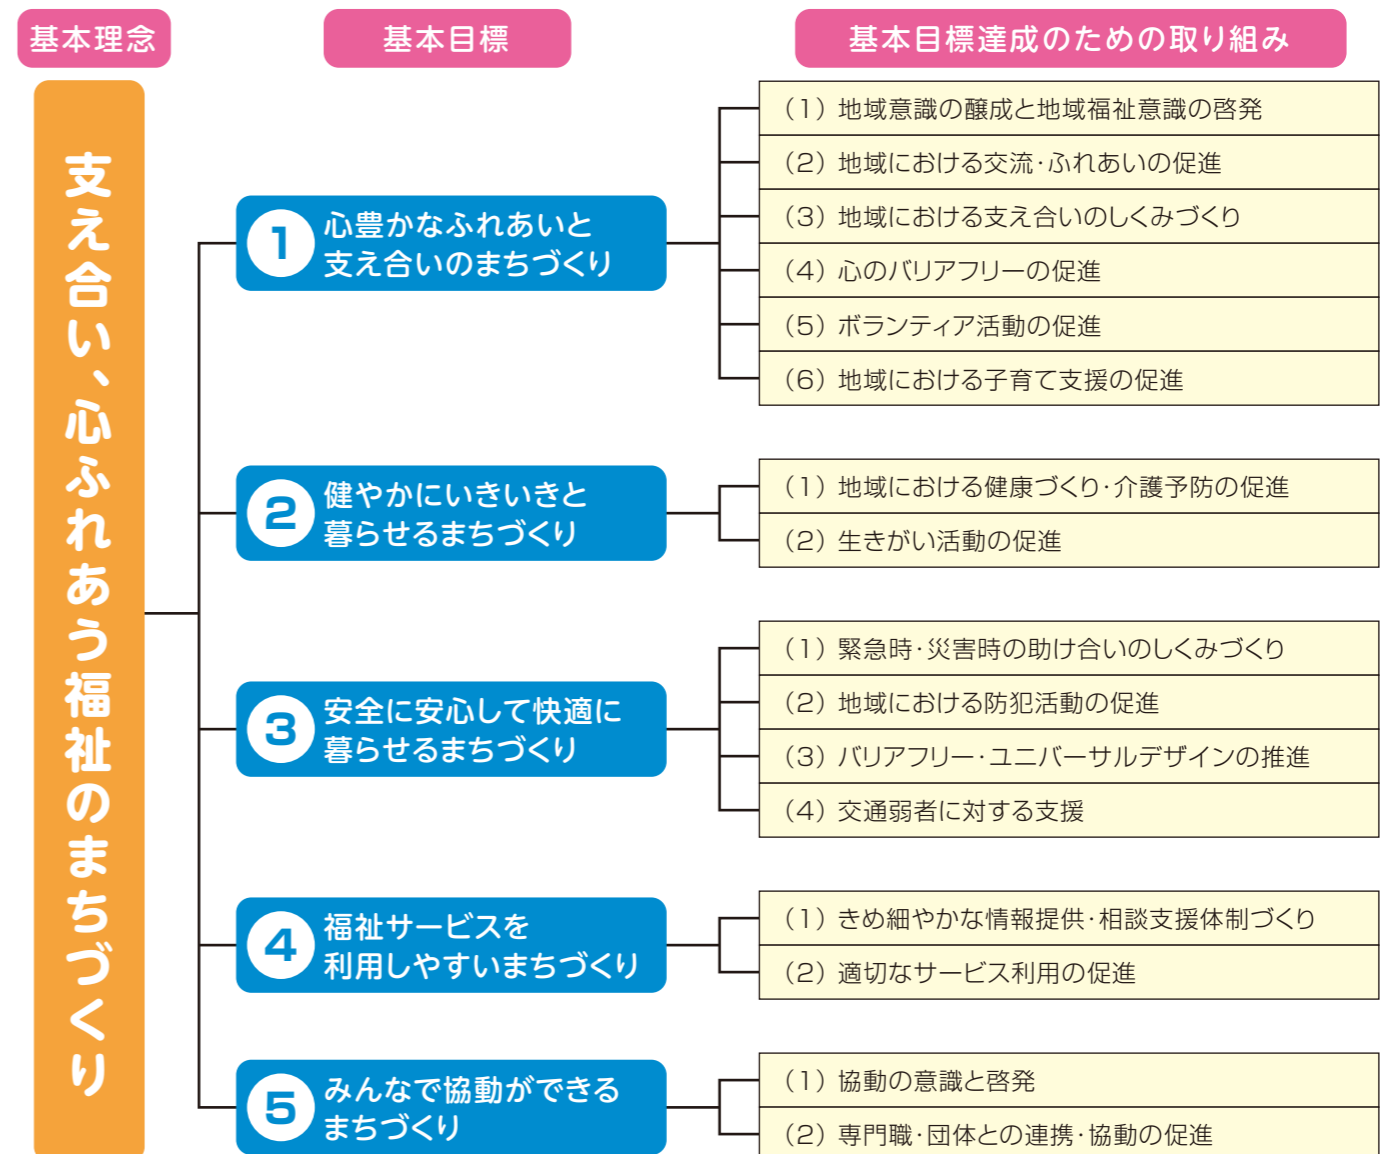 基本理念
基本目標
基本目標達成のための取り組み
支え合い、心ふれあう福祉のまちづくり
1
心豊かなふれあいと
支え合いのまちづくり
(1) 地域意識の醸成と地域福祉意識の啓発
(2) 地域における交流・ふれあいの促進
(3) 地域における支え合いのしくみづくり
(4) 心のバリアフリーの促進
(5) ボランティア活動の促進
(6) 地域における子育て支援の促進
2
健やかにいきいきと
暮らせるまちづくり
(1) 地域における健康づくり・介護予防の促進
(2) 生きがい活動の促進
3
安全に安心して快適に
暮らせるまちづくり
(1) 緊急時・災害時の助け合いのしくみづくり
(2) 地域における防犯活動の促進
(3) バリアフリー・ユニバーサルデザインの推進
(4) 交通弱者に対する支援
4
福祉サービスを
利用しやすいまちづくり
(1) きめ細やかな情報提供・相談支援体制づくり
(2) 適切なサービス利用の促進
5
みんなで協動ができる
まちづくり
(1) 協動の意識と啓発
(2) 専門職・団体との連携・協動の促進